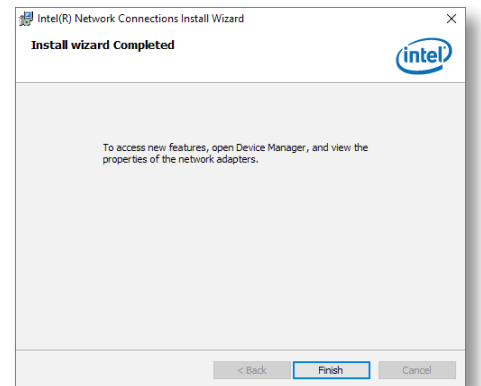 Intel(R) Network Connections Install Wizard
Install wizard Completed
intel
To access new features, open Device Manager, and view the
properties of the network adapters.
< Back
Finish
Cancel